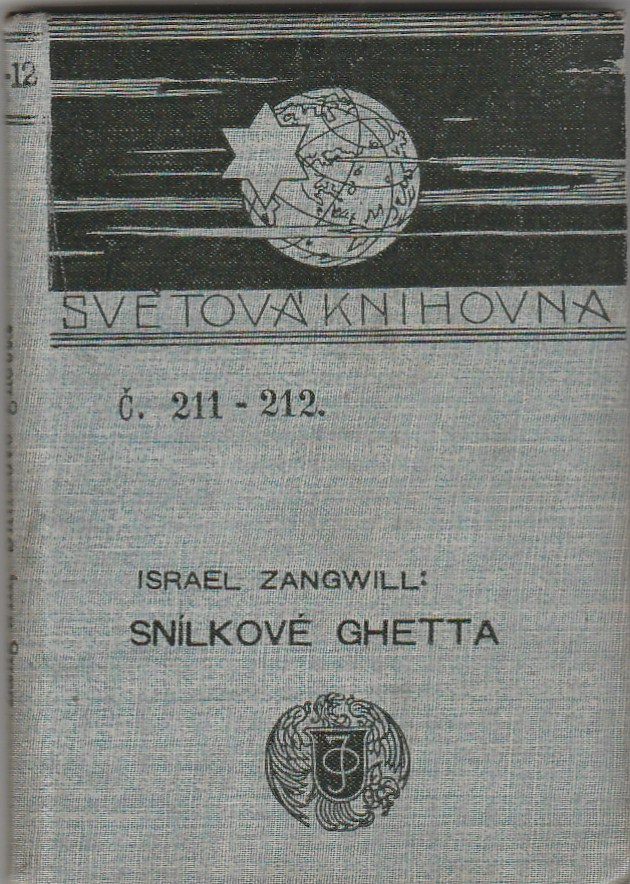 -12
SVĚTOVÁ KNIHOVNA
Č. 211 - 212.
ISRAEL ZANGWILL:
SNÍLKOVÉ GHETTA